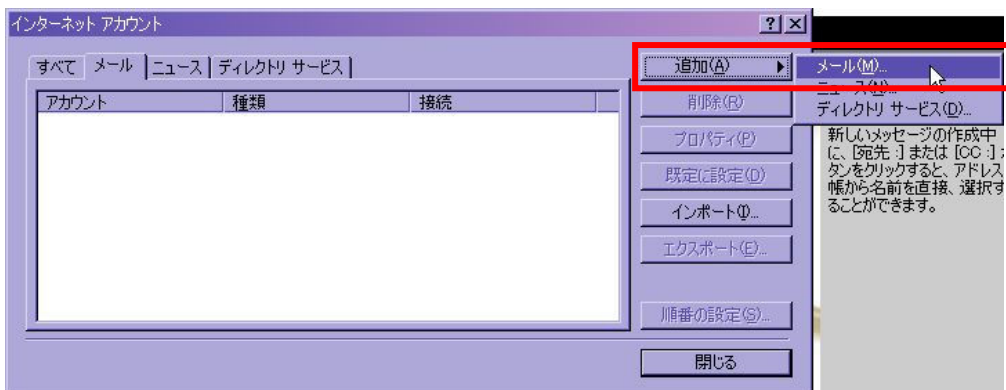 インターネット アカウント
すべて メール ニュース ディレクトリ サービス
アカウント 種類 接続
追加(A)
削除(R)
プロパティ(P)
既定に設定(D)
インポート(I)...
エクスポート(E)...
順番の設定(S)...
閉じる
メール(M)...
ニュース(N)...
ディレクトリ サービス(D)...
新しいメッセージの作成中
に、[宛先 :] または [CC :]
タンをクリックすると、アドレス
帳から名前を直接、選択す
ることができます。